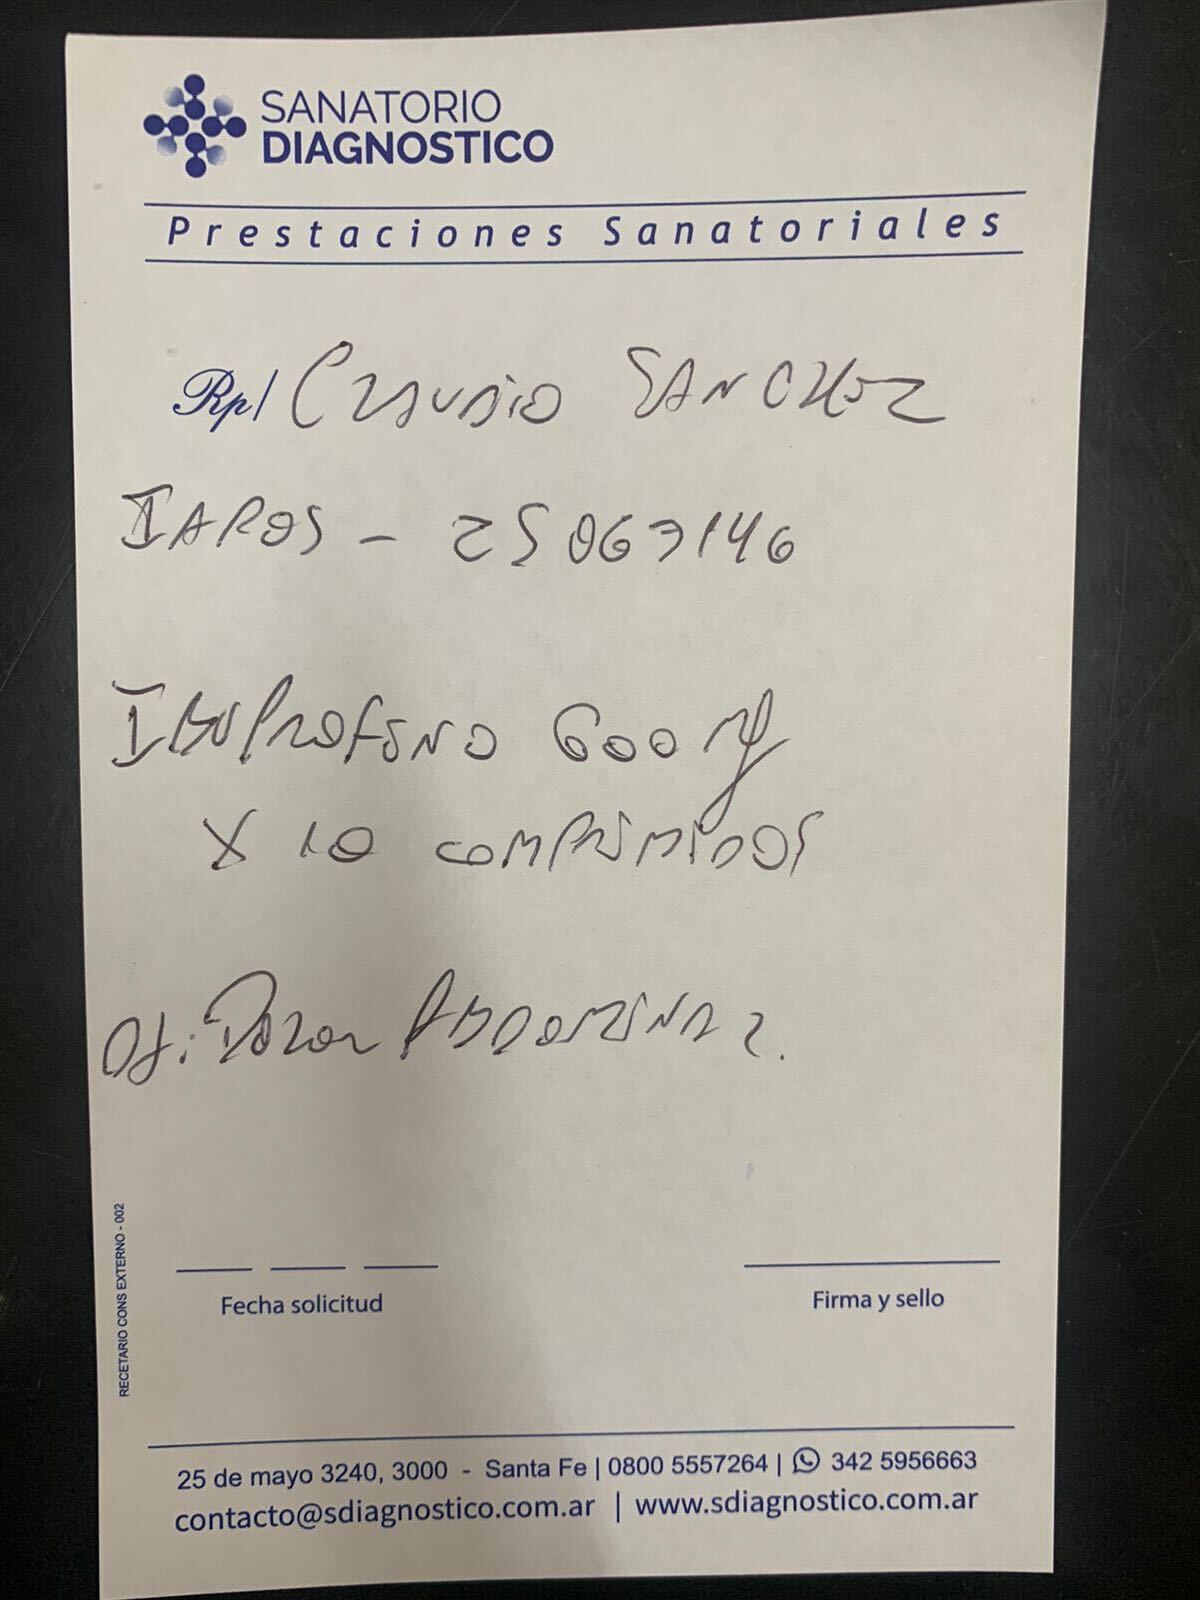 SANATORIO
DIAGNOSTICO
Prestaciones Sanatoriales
Rp/ CLAUDIO SANCHEZ
IAPOS - 25063146
IBUPROFENO 600 mg
X 10 COMPRIMIDOS
DX: DOLOR ABDOMINAL.
RECETARIO CONS EXTERNO - 002
Fecha solicitud
Firma y sello
25 de mayo 3240, 3000 - Santa Fe | 0800 5557264 | 342 5956663
contacto@sdiagnostico.com.ar | www.sdiagnostico.com.ar